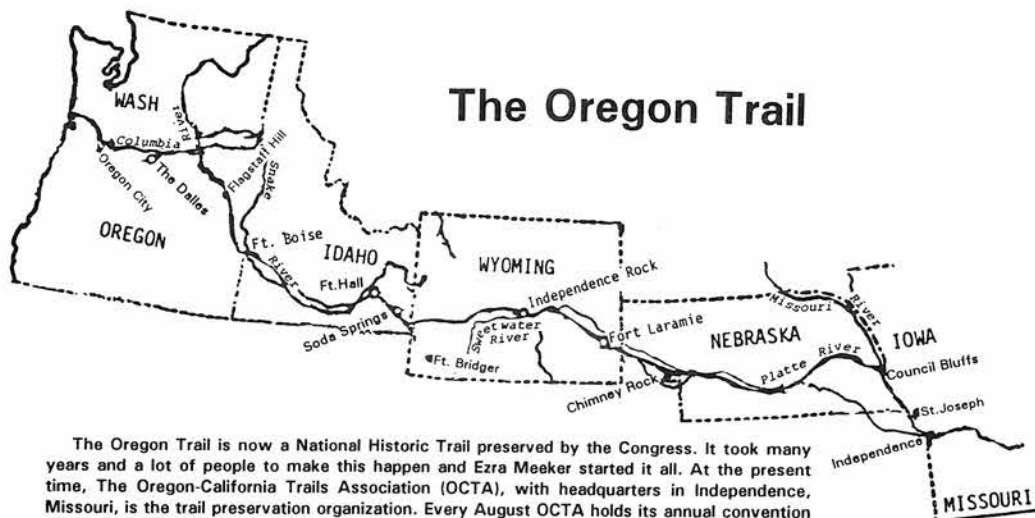 The Oregon Trail
WASH
River
Columbia
Oregon City
The Dalles
Flagstaff Hill
Snake
OREGON
Ft. Boise
River
IDAHO
Ft. Hall
Soda Springs
WYOMING
Independence Rock
Sweetwater
River
Ft. Bridger
Fort Laramie
Chimney Rock
NEBRASKA
Missouri
River
IOWA
Platte River
Council Bluffs
St. Joseph
Independence
MISSOURI
The Oregon Trail is now a National Historic Trail preserved by the Congress. It took many
years and a lot of people to make this happen and Ezra Meeker started it all. At the present
time, The Oregon-California Trails Association (OCTA), with headquarters in Independence,
Missouri, is the trail preservation organization. Every August OCTA holds its annual convention